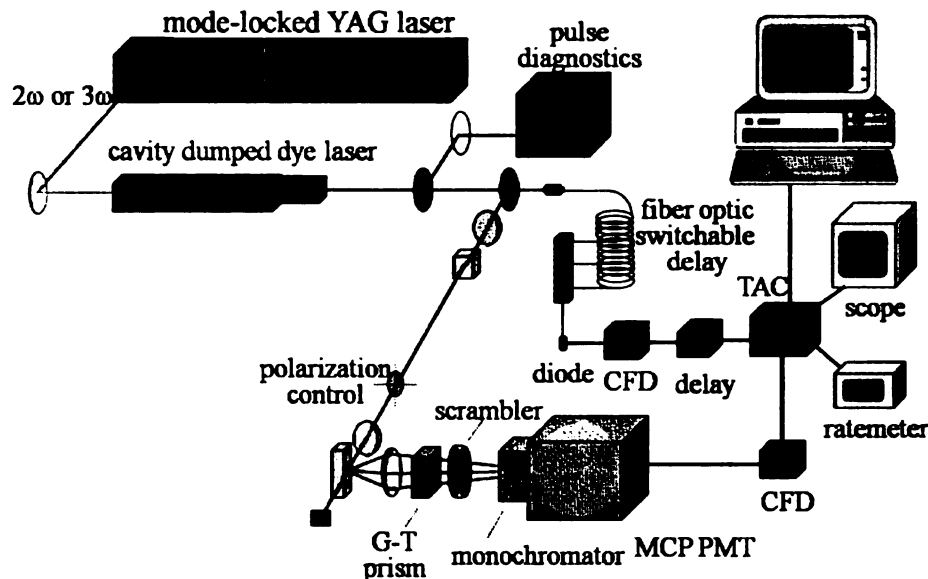 mode-locked YAG laser
pulse
diagnostics
2ω or 3ω
cavity dumped dye laser
fiber optic
switchable
delay
TAC
scope
diode
CFD
delay
polarization
control
scrambler
ratemeter
CFD
G-T
prism
monochromator
MCP PMT